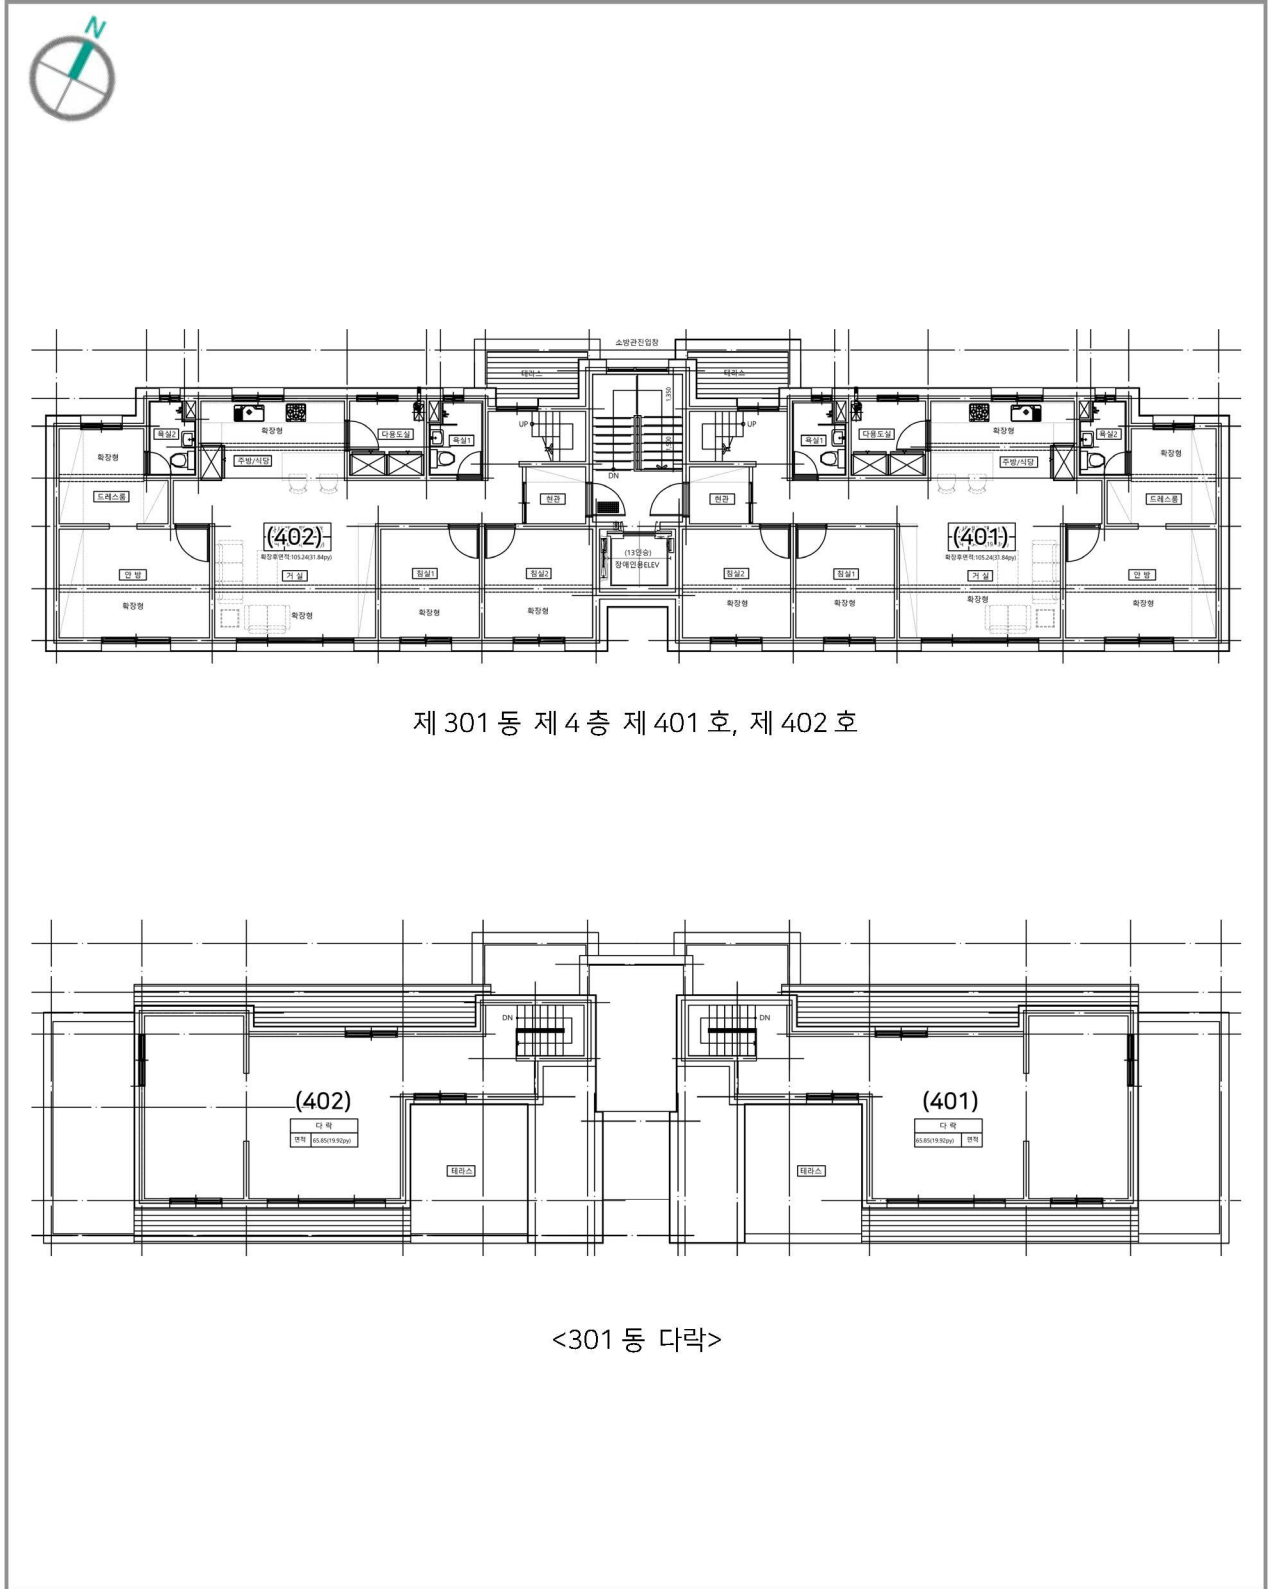 N
소방관진입창
테라스
테라스
1,350
1,200
UP
UP
DN
욕실2
확장형
다용도실
욕실1
욕실1
다용도실
확장형
욕실2
확장형
주방/식당
주방/식당
확장형
드레스룸
현관
현관
드레스룸
(402)
확장후면적:105.24(31.84py)
(401)
확장후면적:105.24(31.84py)
(13인승)
장애인용ELEV
안 방
거 실
침실1
침실2
침실2
침실1
거 실
안 방
확장형
확장형
확장형
확장형
확장형
확장형
확장형
확장형
제 301 동 제 4 층 제 401 호, 제 402 호
DN
DN
(402)
다 락
면적 65.85(19.92py)
(401)
다 락
65.85(19.92py) 면적
테라스
테라스
<301 동 다락>